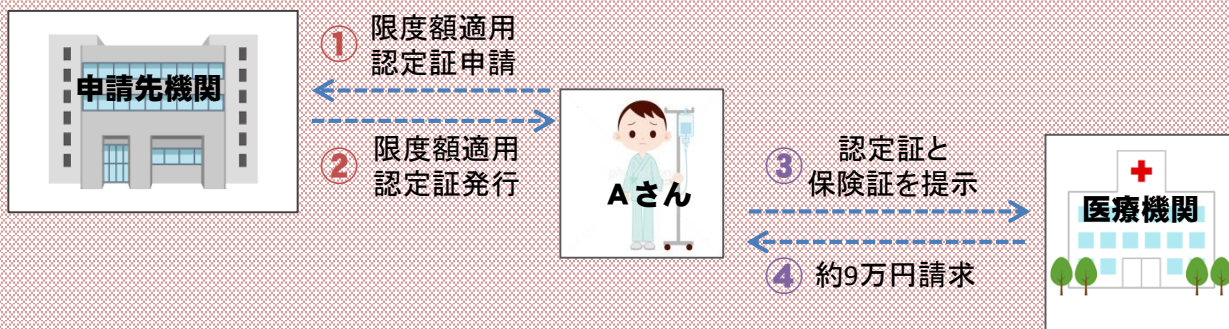 申請先機関
① 限度額適用
認定証申請
② 限度額適用
認定証発行
Aさん
③ 認定証と
保険証を提示
④ 約9万円請求
医療機関